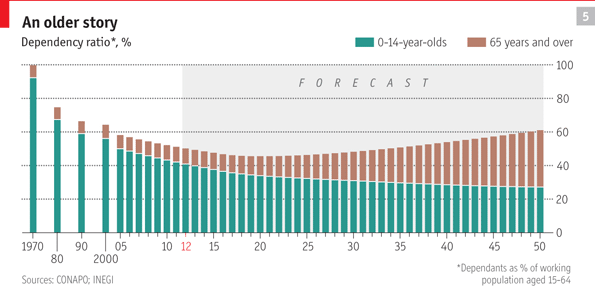 An older story
5
Dependency ratio*, %
0-14-year-olds
65 years and over
FORECAST
100
80
60
40
20
0
1970
80
90
2000
05
10
12
15
20
25
30
35
40
45
50
Sources: CONAPO; INEGI
*Dependants as % of working
population aged 15-64